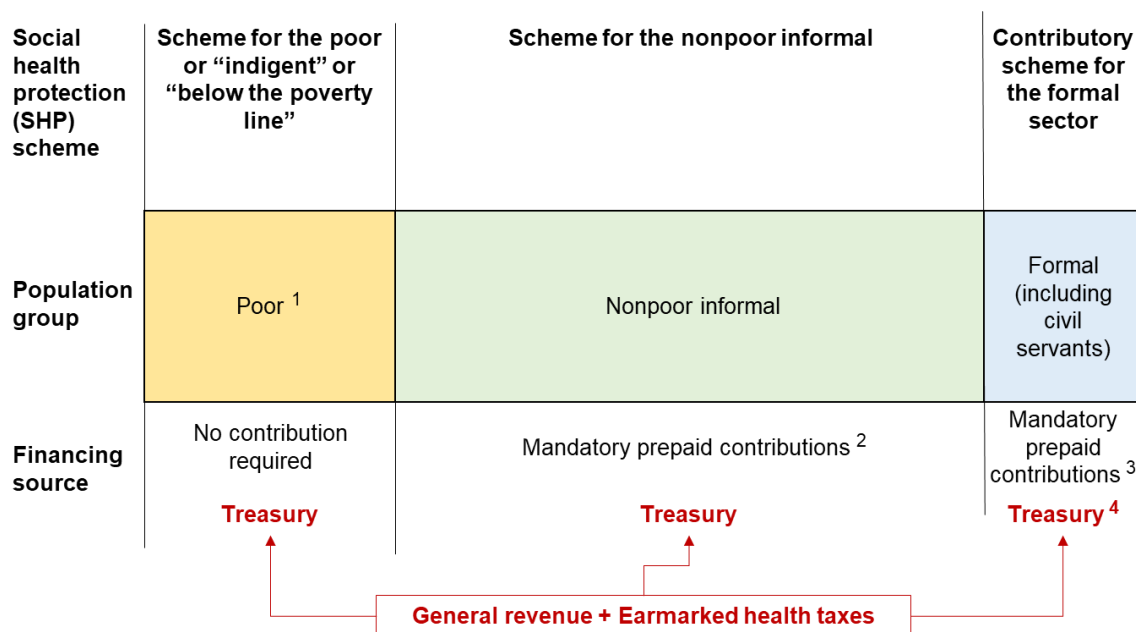 Social
health
protection
(SHP)
scheme
Scheme for the poor
or “indigent” or
“below the poverty
line”
Scheme for the nonpoor informal
Contributory
scheme for
the formal
sector
Population
group
Poor 1
Nonpoor informal
Formal
(including
civil
servants)
Financing
source
No contribution
required
Mandatory prepaid contributions 2
Mandatory
prepaid
contributions 3
Treasury
Treasury
Treasury 4
General revenue + Earmarked health taxes